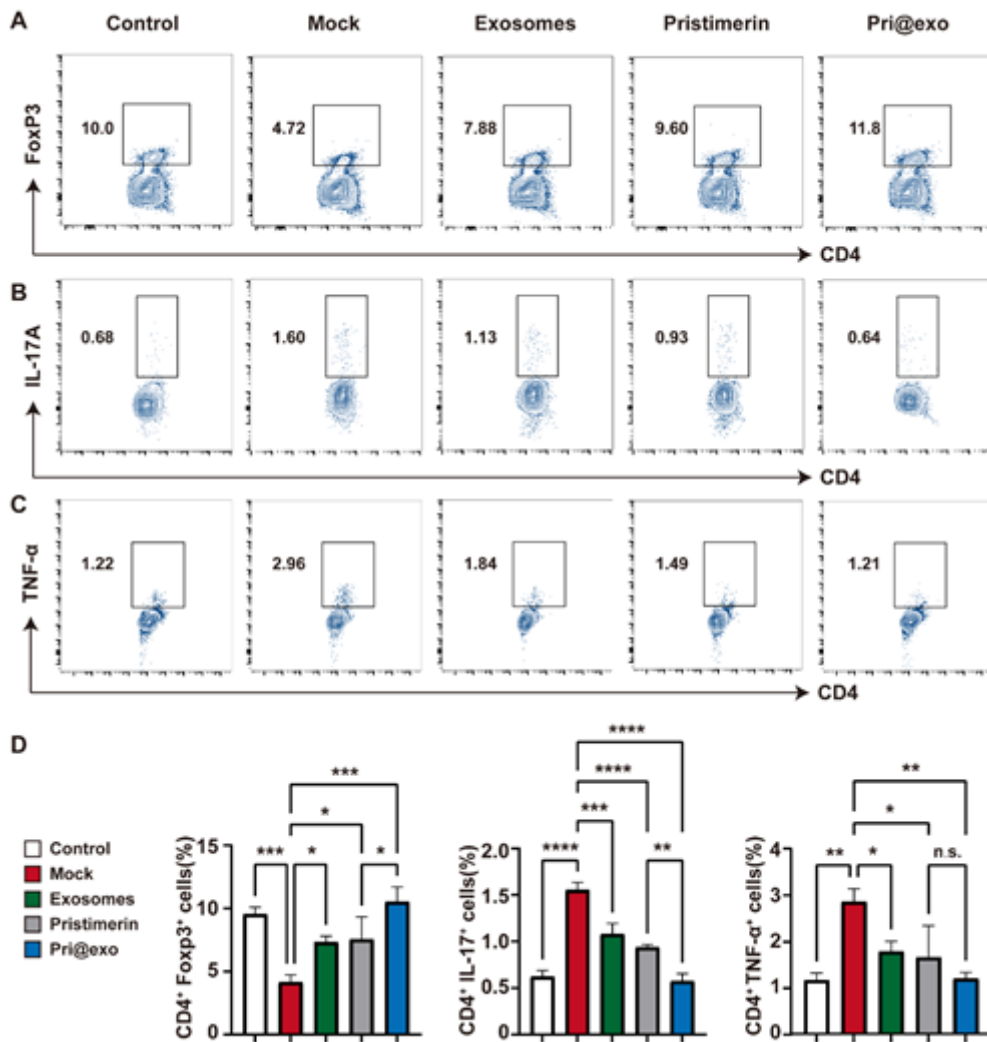 A
Control Mock Exosomes Pristimerin Pri@exo
FoxP3
10.0 4.72 7.88 9.60 11.8
CD4
B
IL-17A
0.68 1.60 1.13 0.93 0.64
CD4
C
TNF-α
1.22 2.96 1.84 1.49 1.21
CD4
D
Control
Mock
Exosomes
Pristimerin
Pri@exo
CD4⁺ Foxp3⁺ cells(%)
15
10
5
0
***
*
*** * *
CD4⁺ IL-17⁺ cells(%)
2.0
1.5
1.0
0.5
0
****
****
***
**** **
CD4⁺ TNF-α⁺ cells(%)
4
3
2
1
0
**
*
** * n.s.